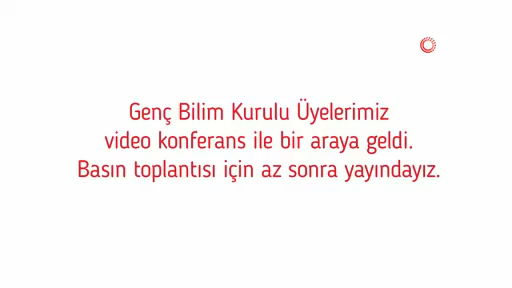 Genç Bilim Kurulu Üyelerimiz
video konferans ile bir araya geldi.
Basın toplantısı için az sonra yayındayız.